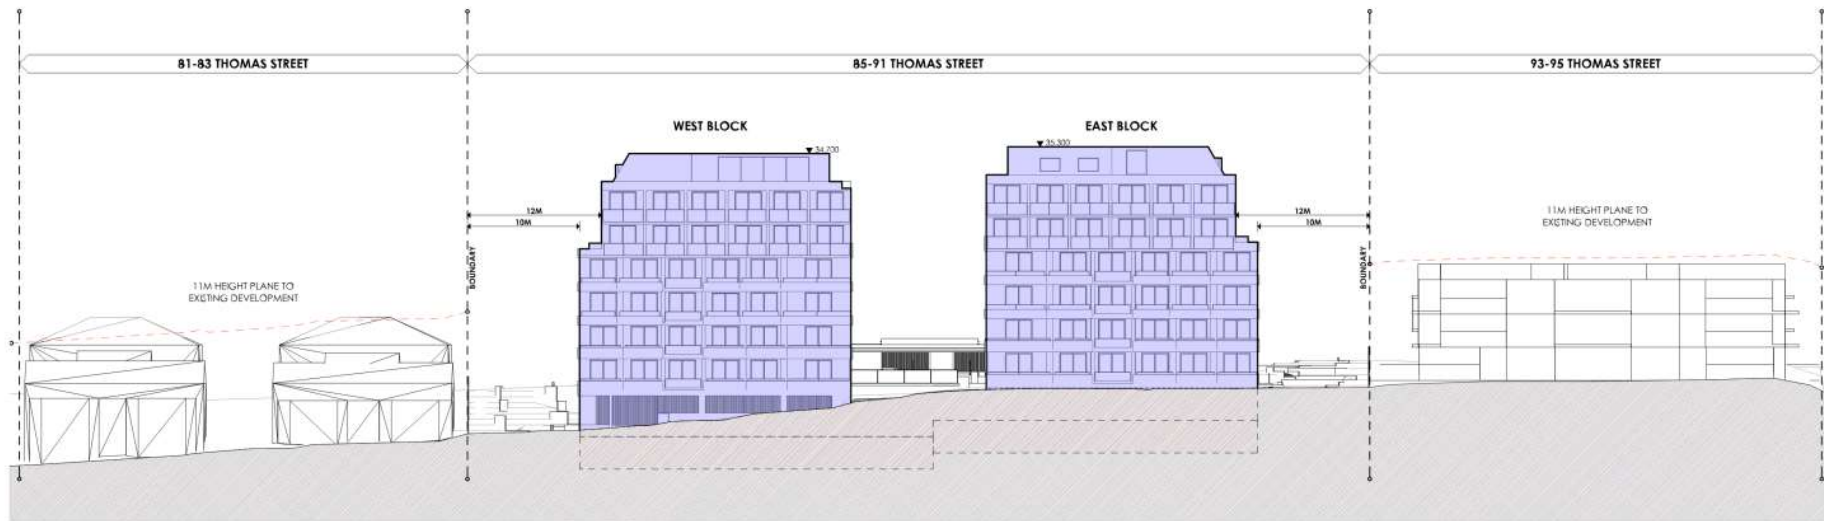 81-83 THOMAS STREET
85-91 THOMAS STREET
93-95 THOMAS STREET
WEST BLOCK
EAST BLOCK
34.700
35.300
12M
10M
12M
10M
BOUNDARY
BOUNDARY
11M HEIGHT PLANE TO
EXISTING DEVELOPMENT
11M HEIGHT PLANE TO
EXISTING DEVELOPMENT